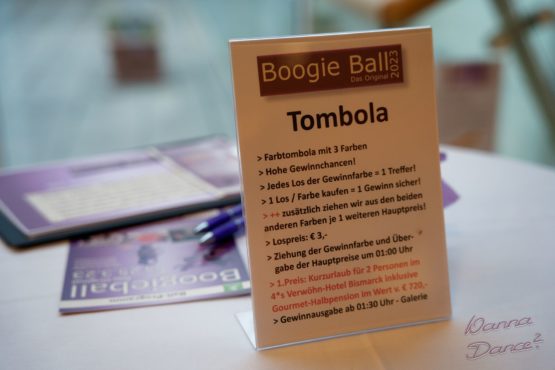 Boogie Ball 2023
Das Original
Tombola
> Farbtombola mit 3 Farben
> Hohe Gewinnchancen!
> Jedes Los der Gewinnfarbe = 1 Treffer!
> 1 Los / Farbe kaufen = 1 Gewinn sicher!
> ++ zusätzlich ziehen wir aus den beiden
anderen Farben je 1 weiteren Hauptpreis!
> Lospreis: € 3,-
> Ziehung der Gewinnfarbe und Über-
gabe der Hauptpreise um 01:00 Uhr
> 1.Preis: Kurzurlaub für 2 Personen im
4*s Verwöhn-Hotel Bismarck inklusive
Gourmet-Halbpension im Wert v. € 720,-
> Gewinnausgabe ab 01:30 Uhr - Galerie
Boogieball
Ball-Programm
Wanna
Dance?